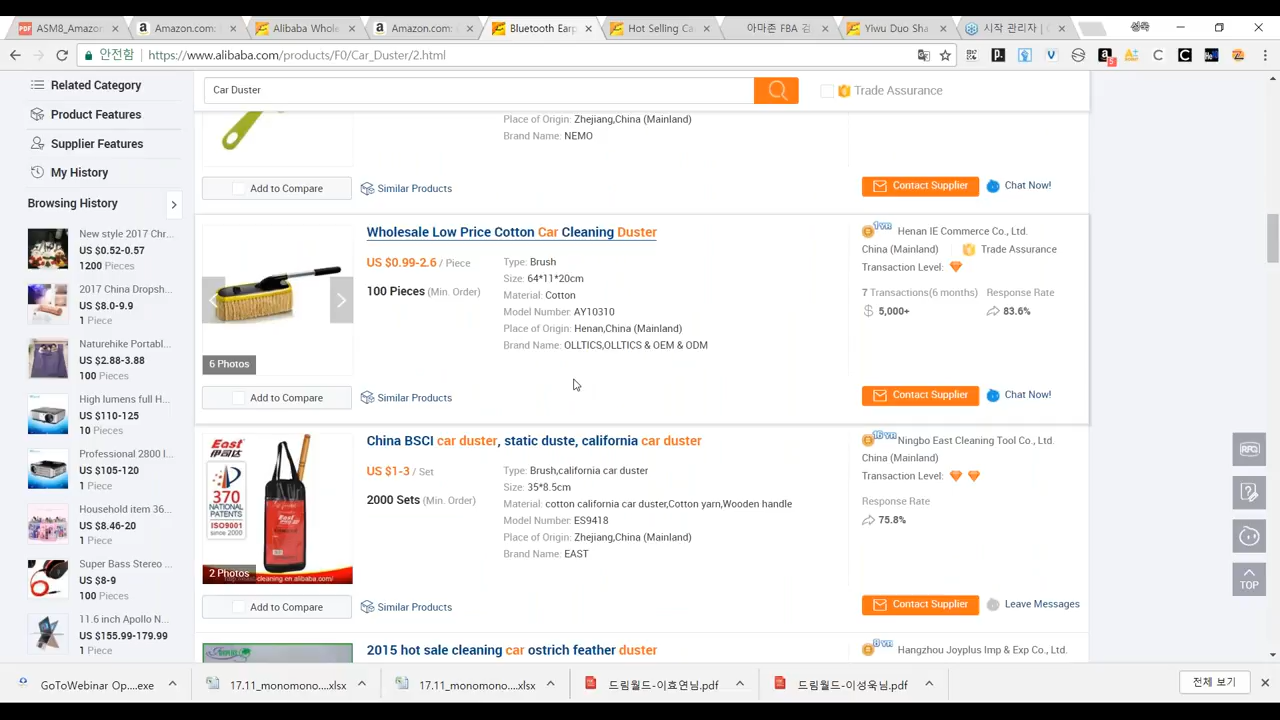 ASM8_Amazon
Amazon.com:
Alibaba Whole
Amazon.com: G
Bluetooth Earp
Hot Selling Ca
아마존 FBA 검
Yiwu Duo Sha
시작 관리자 | C
성욱
안전함
https://www.alibaba.com/products/F0/Car_Duster/2.html
Car Duster
Trade Assurance
Related Category
Product Features
Supplier Features
My History
Browsing History
New style 2017 Chr...
US $0.52-0.57
1200 Pieces
2017 China Dropsh...
US $8.0-9.9
1 Piece
Naturehike Portabl...
US $2.88-3.88
100 Pieces
High lumens full H...
US $110-125
10 Pieces
Professional 2800 l...
US $105-120
1 Piece
Household item 36...
US $8.46-20
1 Piece
Super Bass Stereo ...
US $8-9
100 Pieces
11.6 inch Apollo N...
US $155.99-179.99
1 Piece
Place of Origin: Zhejiang,China (Mainland)
Brand Name: NEMO
Add to Compare
Similar Products
Contact Supplier
Chat Now!
Wholesale Low Price Cotton Car Cleaning Duster
US $0.99-2.6 / Piece
100 Pieces (Min. Order)
Type: Brush
Size: 64*11*20cm
Material: Cotton
Model Number: AY10310
Place of Origin: Henan,China (Mainland)
Brand Name: OLLTICS,OLLTICS & OEM & ODM
6 Photos
1 YR
Henan IE Commerce Co., Ltd.
China (Mainland)
Trade Assurance
Transaction Level:
7 Transactions(6 months)
Response Rate
$ 5,000+
83.6%
Add to Compare
Similar Products
Contact Supplier
Chat Now!
China BSCI car duster, static duste, california car duster
US $1-3 / Set
2000 Sets (Min. Order)
Type: Brush,california car duster
Size: 35*8.5cm
Material: cotton california car duster,Cotton yarn,Wooden handle
Model Number: ES9418
Place of Origin: Zhejiang,China (Mainland)
Brand Name: EAST
East
伊司达
370
NATIONAL
PATENTS
ISO9001
since 2000
2 Photos
16 YR
Ningbo East Cleaning Tool Co., Ltd.
China (Mainland)
Transaction Level:
Response Rate
75.8%
Add to Compare
Similar Products
Contact Supplier
Leave Messages
2015 hot sale cleaning car ostrich feather duster
8 YR
Hangzhou Joyplus Imp & Exp Co., Ltd.
RFQ
TOP
GoToWebinar Op....exe
17.11_monomono....xlsx
17.11_monomono....xlsx
드림월드-이효연님.pdf
드림월드-이성욱님.pdf
전체 보기